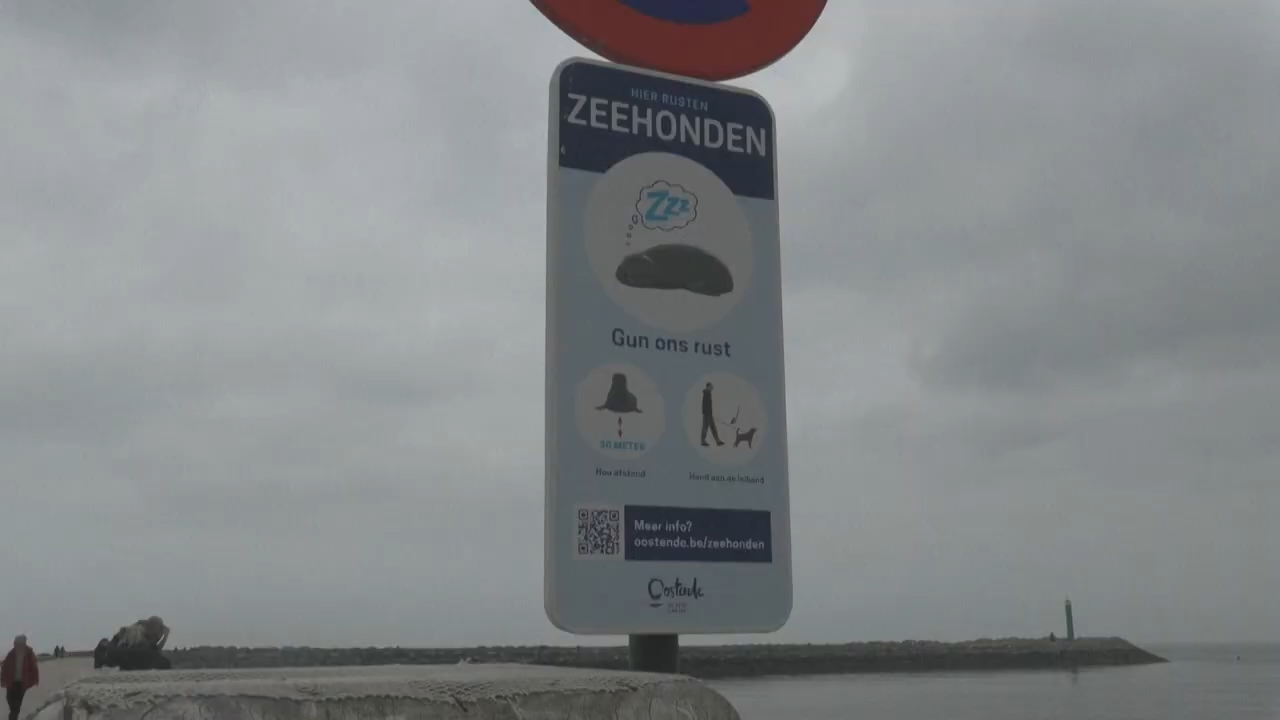 HIER RUSTEN
ZEEHONDEN
Zzz
Gun ons rust
50 METER
Hou afstand
Hond aan de leiband
Meer info?
oostende.be/zeehonden
Oostende